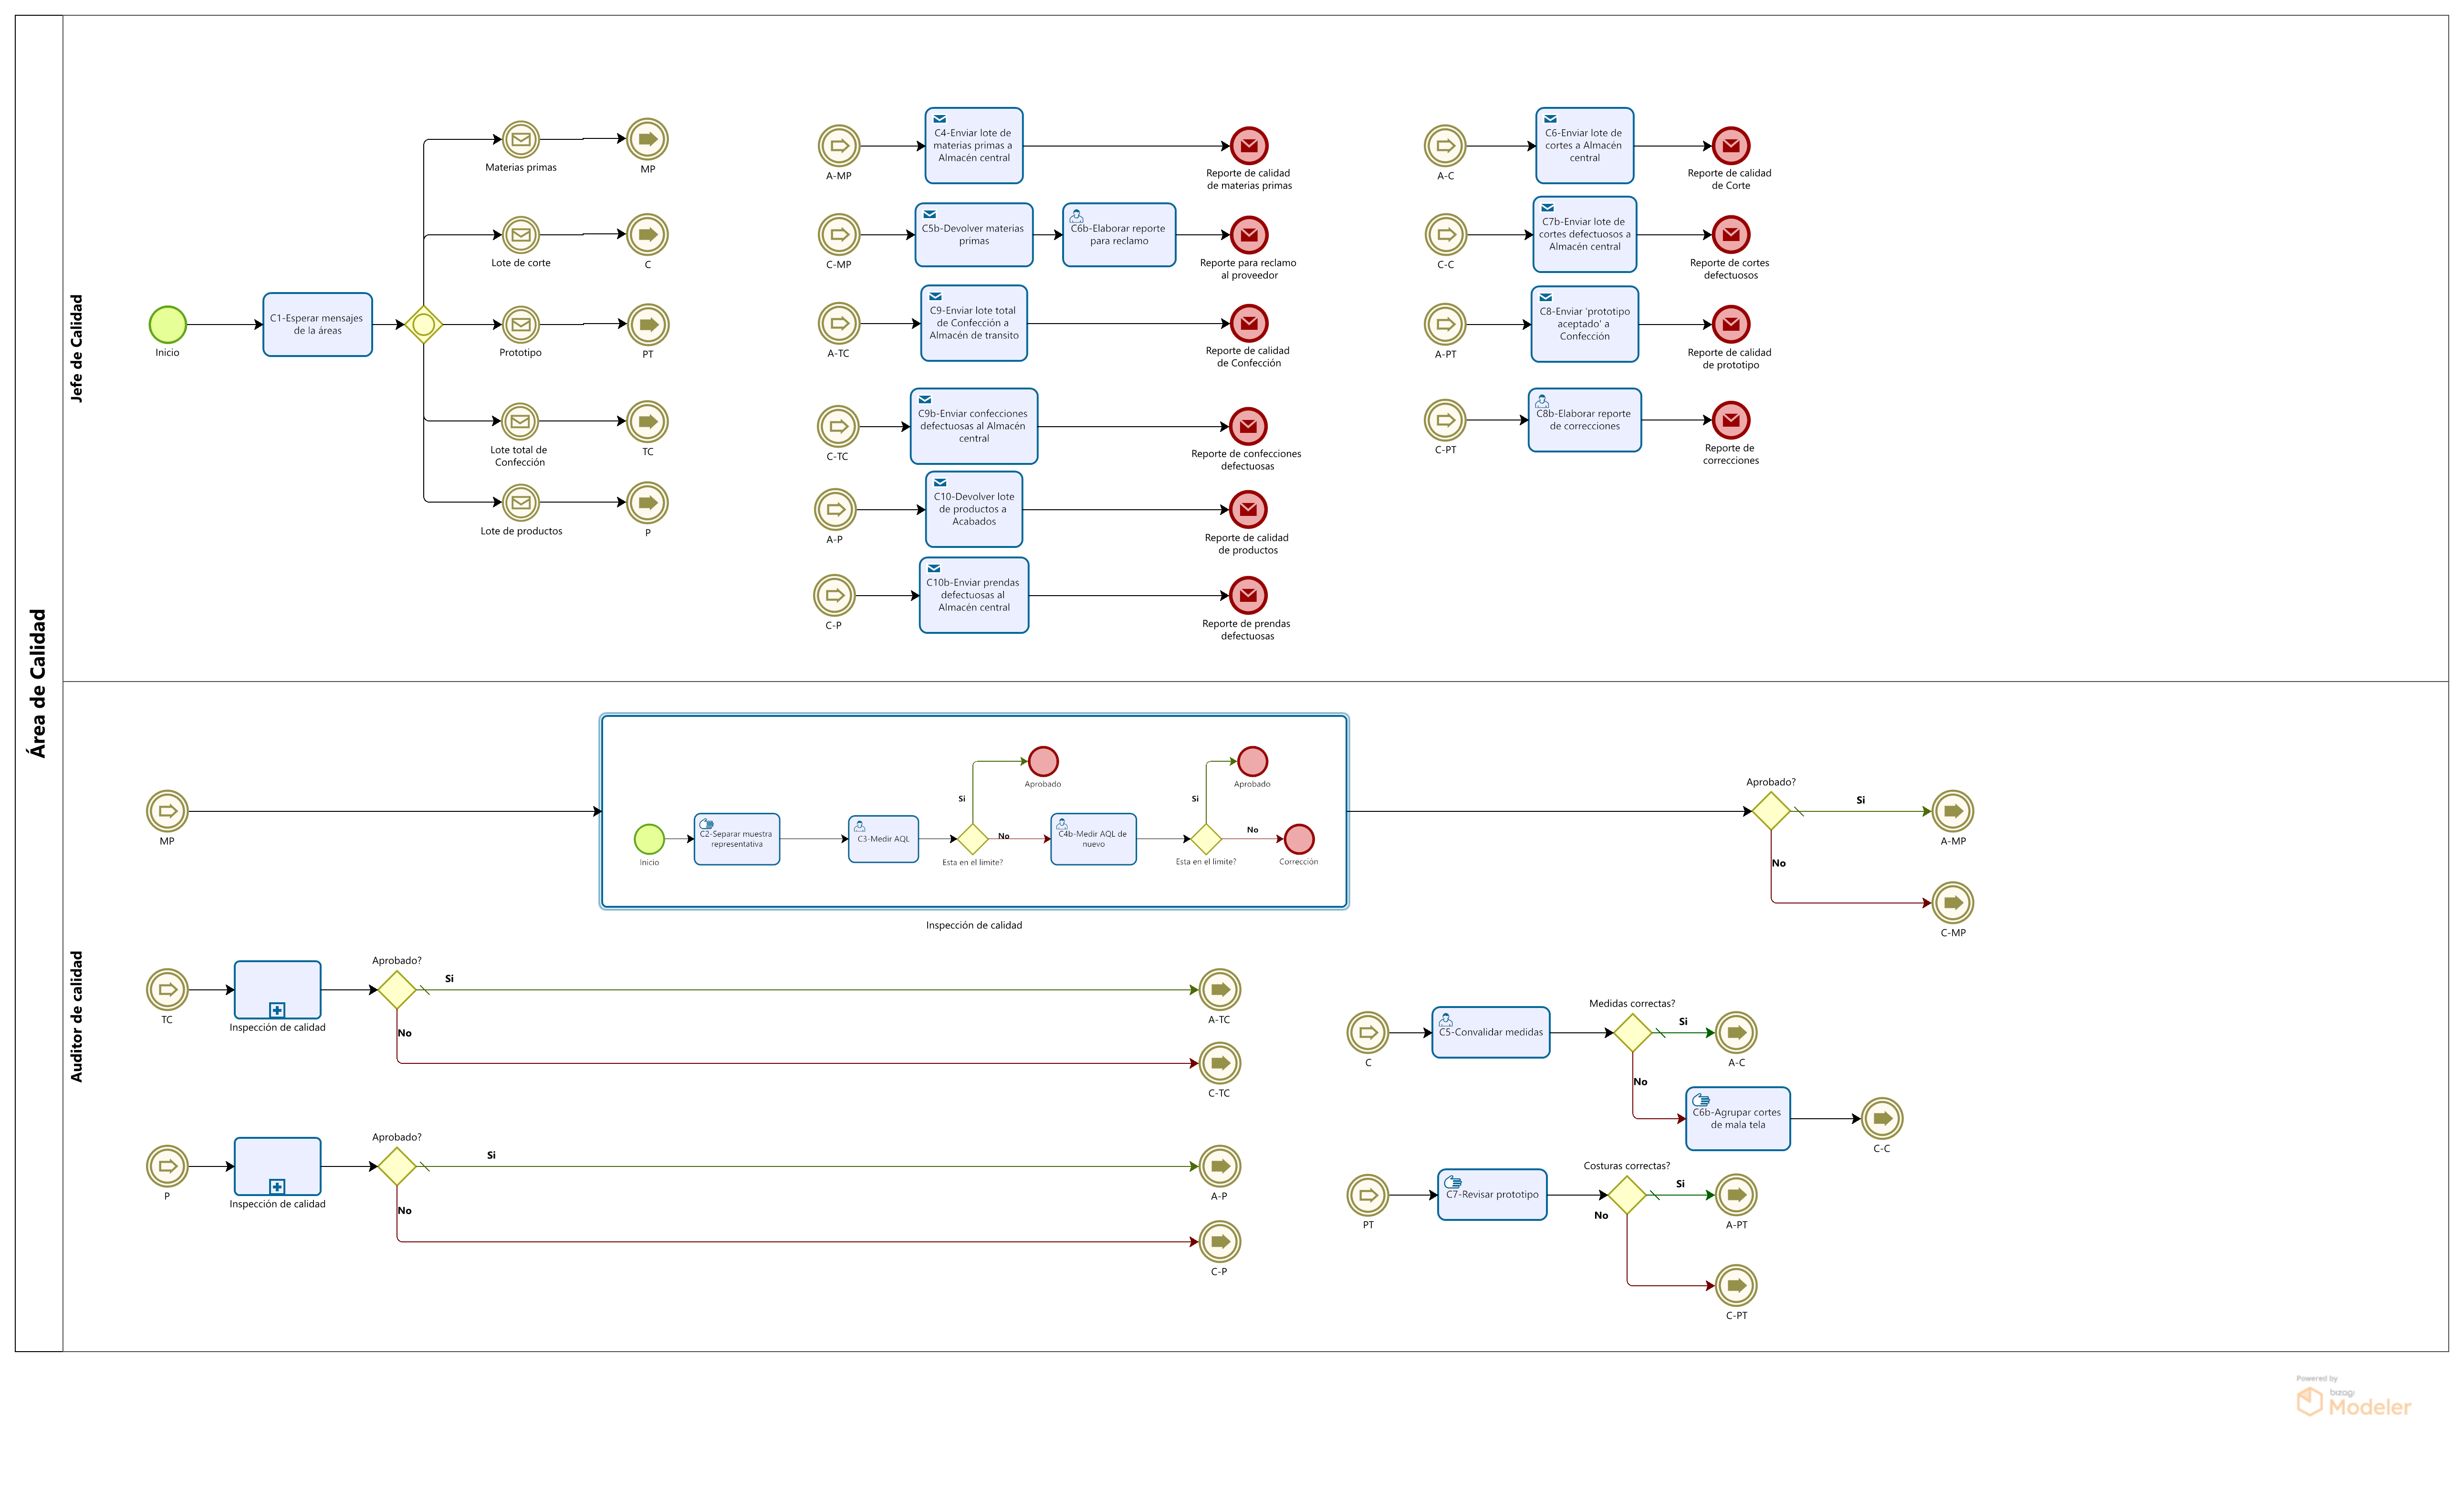 Área de Calidad
Jefe de Calidad
Inicio
C1-Esperar mensajes
de la áreas
Materias primas
MP
Lote de corte
C
Prototipo
PT
Lote total de
Confección
TC
Lote de productos
P
A-MP
C4-Enviar lote de
materias primas a
Almacén central
Reporte de calidad
de materias primas
C-MP
C5b-Devolver materias
primas
C6b-Elaborar reporte
para reclamo
Reporte para reclamo
al proveedor
A-TC
C9-Enviar lote total
de Confección a
Almacén de transito
Reporte de calidad
de Confección
C-TC
C9b-Enviar confecciones
defectuosas al Almacén
central
Reporte de confecciones
defectuosas
A-P
C10-Devolver lote
de productos a
Acabados
Reporte de calidad
de productos
C-P
C10b-Enviar prendas
defectuosas al
Almacén central
Reporte de prendas
defectuosas
A-C
C6-Enviar lote de
cortes a Almacén
central
Reporte de calidad
de Corte
C-C
C7b-Enviar lote de
cortes defectuosos a
Almacén central
Reporte de cortes
defectuosos
A-PT
C8-Enviar 'prototipo
aceptado' a
Confección
Reporte de calidad
de prototipo
C-PT
C8b-Elaborar reporte
de correcciones
Reporte de
correcciones
Auditor de calidad
MP
Inicio
C2-Separar muestra
representativa
C3-Medir AQL
Esta en el limite?
Si
Aprobado
No
C4b-Medir AQL de
nuevo
Esta en el limite?
Si
Aprobado
No
Corrección
Inspección de calidad
Aprobado?
Si
A-MP
No
C-MP
TC
Inspección de calidad
Aprobado?
Si
A-TC
No
C-TC
P
Inspección de calidad
Aprobado?
Si
A-P
No
C-P
C
C5-Convalidar medidas
Medidas correctas?
Si
A-C
No
C6b-Agrupar cortes
de mala tela
C-C
PT
C7-Revisar prototipo
Costuras correctas?
Si
A-PT
No
C-PT
Powered by
bizagi
Modeler